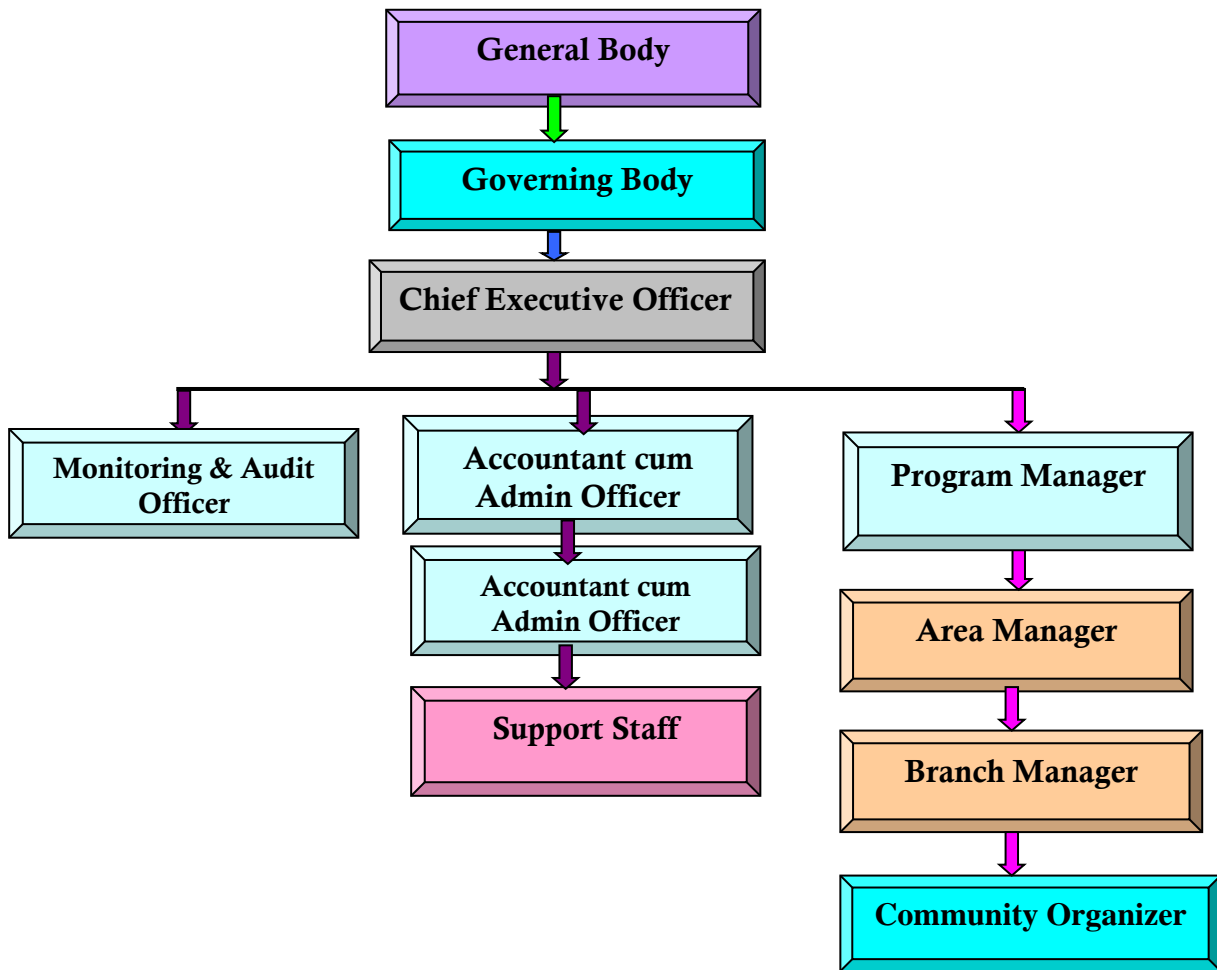 General Body
Governing Body
Chief Executive Officer
Monitoring & Audit
Officer
Accountant cum
Admin Officer
Program Manager
Accountant cum
Admin Officer
Area Manager
Support Staff
Branch Manager
Community Organizer